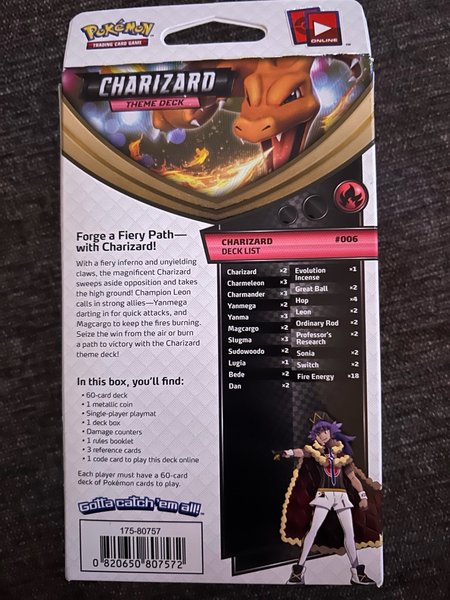 Pokémon
TRADING CARD GAME
ONLINE
TM
CHARIZARD
THEME DECK
Forge a Fiery Path—
with Charizard!
With a fiery inferno and unyielding
claws, the magnificent Charizard
sweeps aside opposition and takes
the high ground! Champion Leon
calls in strong allies—Yanmega
darting in for quick attacks, and
Magcargo to keep the fires burning.
Seize the win from the air or burn
a path to victory with the Charizard
theme deck!
In this box, you'll find:
• 60-card deck
• 1 metallic coin
• Single-player playmat
• 1 deck box
• Damage counters
• 1 rules booklet
• 3 reference cards
• 1 code card to play this deck online
Each player must have a 60-card
deck of Pokémon cards to play.
Gotta catch 'em all!
175-80757
0 820650 807572
CHARIZARD #006
DECK LIST
Charizard ×2
Charmeleon ×3
Charmander ×3
Yanmega ×2
Yanma ×3
Magcargo ×2
Slugma ×3
Sudowoodo ×2
Lugia ×1
Bede ×2
Dan ×2
Evolution ×1
Incense
Great Ball ×2
Hop ×4
Leon ×2
Ordinary Rod ×2
Professor's ×2
Research
Sonia ×2
Switch ×2
Fire Energy ×18